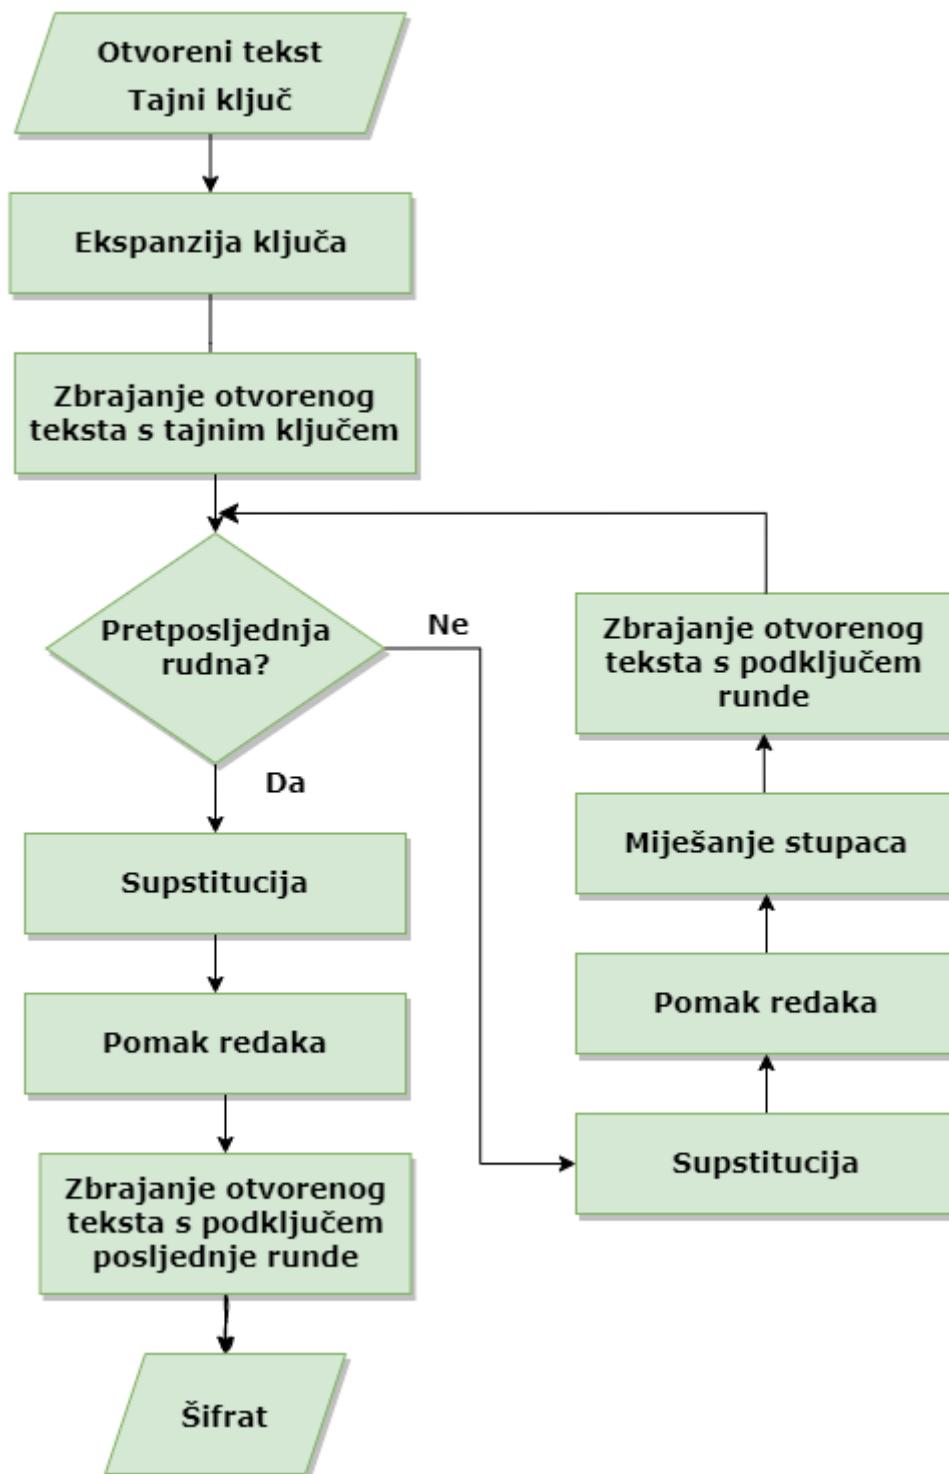 Otvoreni tekst
Tajni ključ
Ekspanzija ključa
Zbrajanje otvorenog
teksta s tajnim ključem
Pretposljednja
rudna?
Ne
Da
Supstitucija
Pomak redaka
Zbrajanje otvorenog
teksta s podključem
posljednje runde
Šifrat
Zbrajanje otvorenog
teksta s podključem
runde
Miješanje stupaca
Pomak redaka
Supstitucija